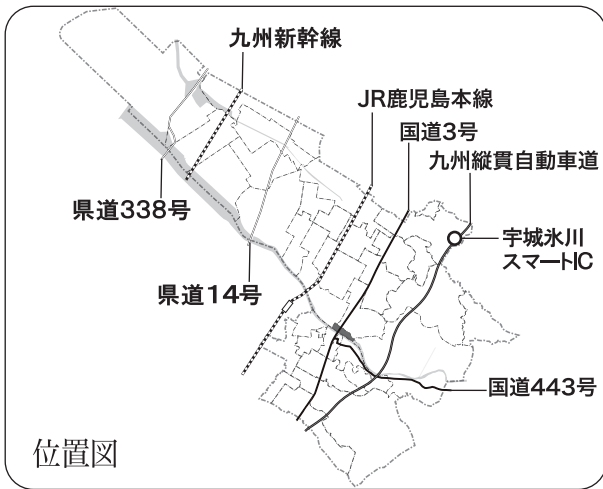 九州新幹線
JR鹿児島本線
国道3号
九州縦貫自動車道
県道338号
宇城氷川
スマートIC
県道14号
国道443号
位置図